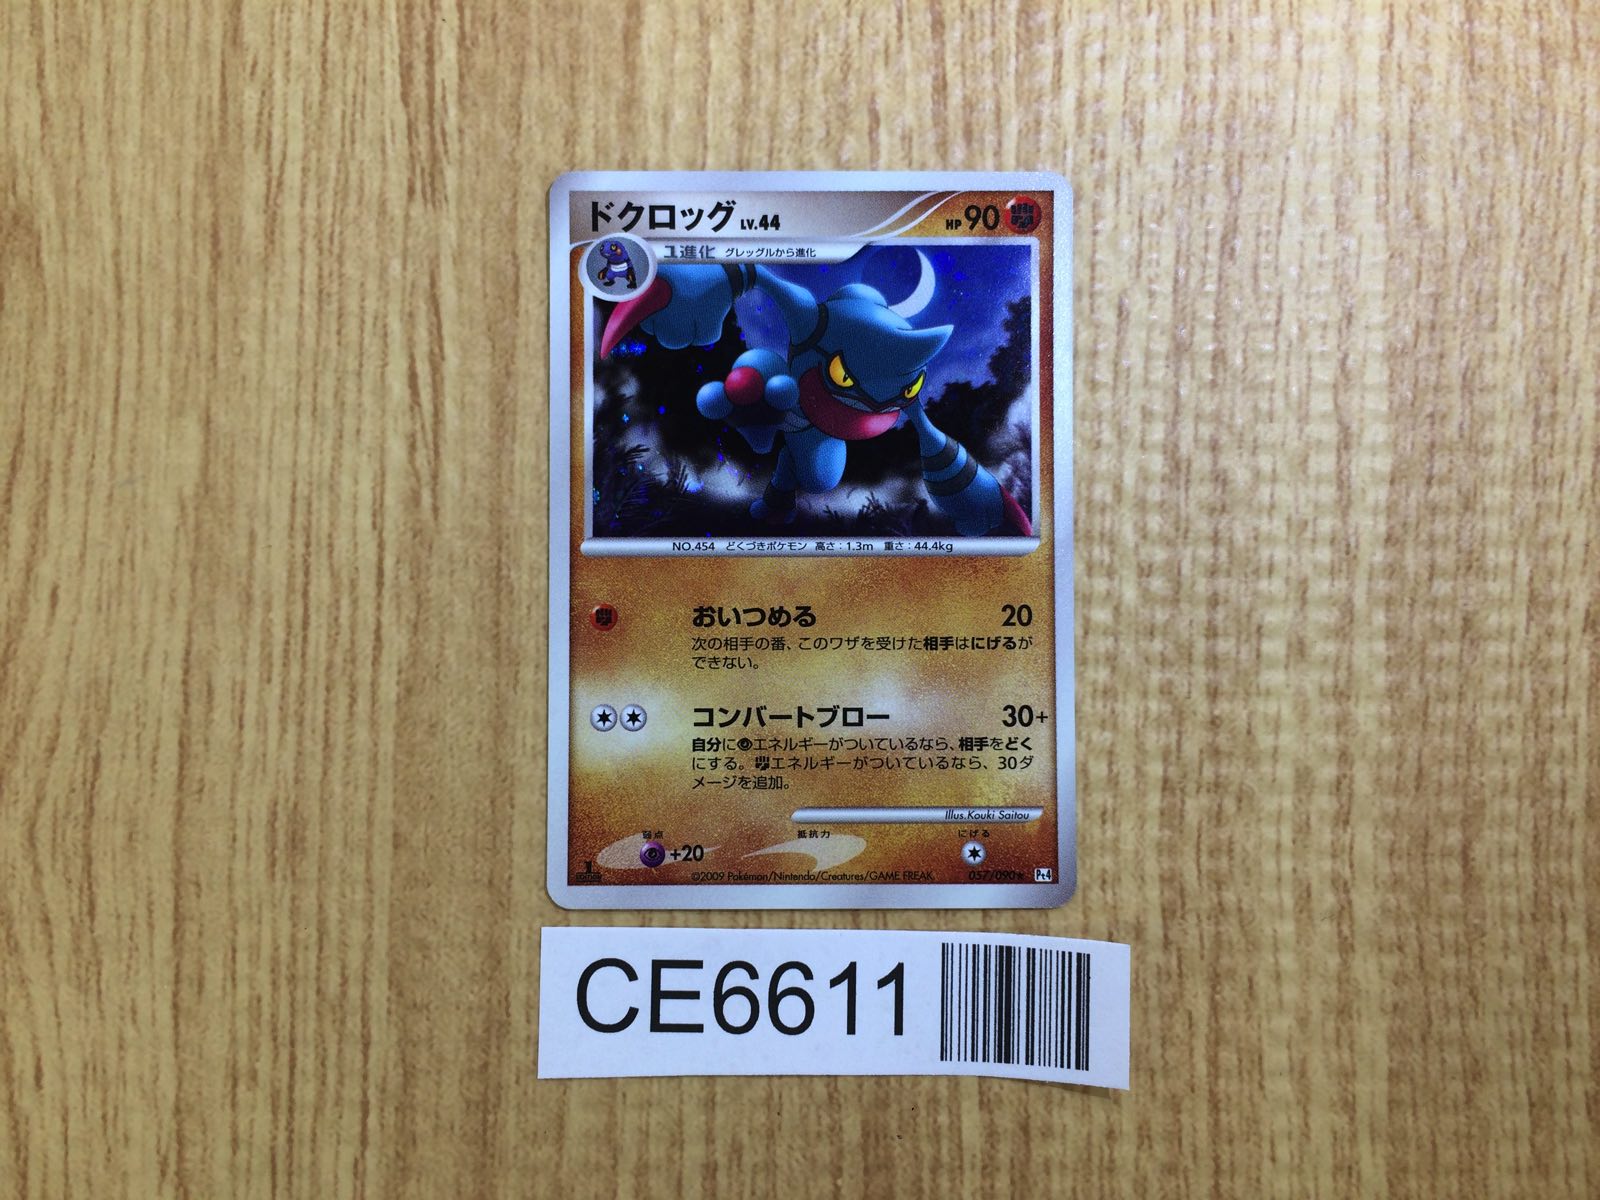 ドクロッグ LV.44 HP 90
1進化 グレッグルから進化
NO.454 どくづきポケモン 高さ：1.3m 重さ：44.4kg
おいつめる 20
次の相手の番、このワザを受けた相手はにげるが
できない。
コンバートブロー 30+
自分にエネルギーがついているなら、相手をどく
にする。エネルギーがついているなら、30ダ
メージを追加。
Illus.Kouki Saitou
弱点 抵抗力 にげる
+20
1 EDITION ©2009 Pokémon/Nintendo/Creatures/GAME FREAK. 057/090★ Pt4
CE6611